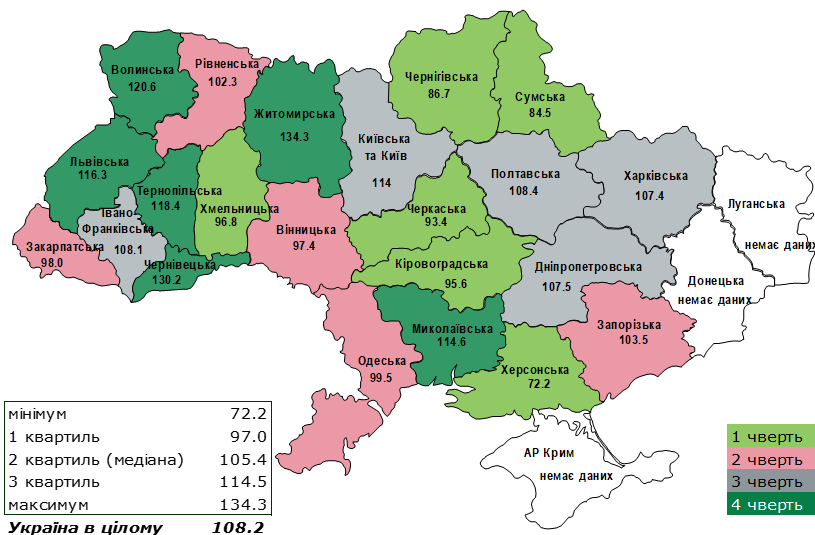 Волинська
120.6
Рівненська
102.3
Житомирська
134.3
Київська
та Київ
114
Чернігівська
86.7
Сумська
84.5
Львівська
116.3
Тернопільська
118.4
Хмельницька
96.8
Івано-
Франківська
108.1
Закарпатська
98.0
Чернівецька
130.2
Вінницька
97.4
Черкаська
93.4
Полтавська
108.4
Харківська
107.4
Луганська
немає даних
Кіровоградська
95.6
Дніпропетровська
107.5
Донецька
немає даних
Миколаївська
114.6
Запорізька
103.5
Одеська
99.5
Херсонська
72.2
АР Крим
немає даних
мінімум 72.2
1 квартиль 97.0
2 квартиль (медіана) 105.4
3 квартиль 114.5
максимум 134.3
Україна в цілому 108.2
1 чверть
2 чверть
3 чверть
4 чверть